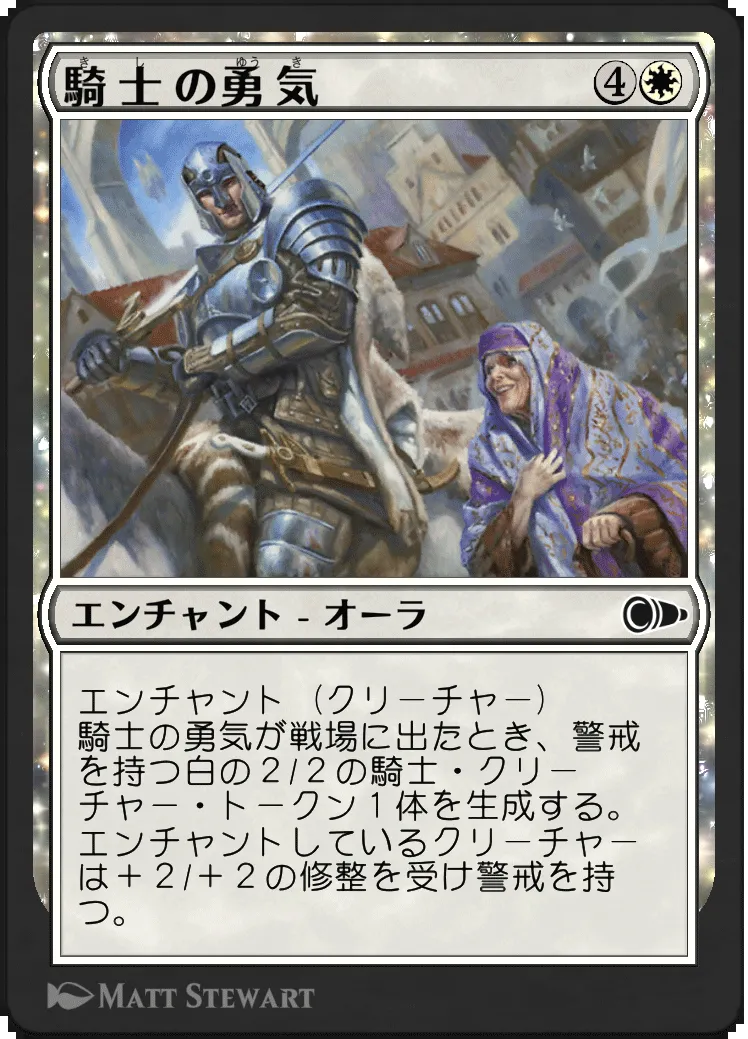 騎士の勇気 4
エンチャント - オーラ
エンチャント (クリーチャー)
騎士の勇気が戦場に出たとき、警戒
を持つ白の2/2の騎士・クリー
チャー・トークン1体を生成する。
エンチャントしているクリーチャー
は+2/+2の修整を受け警戒を持
つ。
MATT STEWART